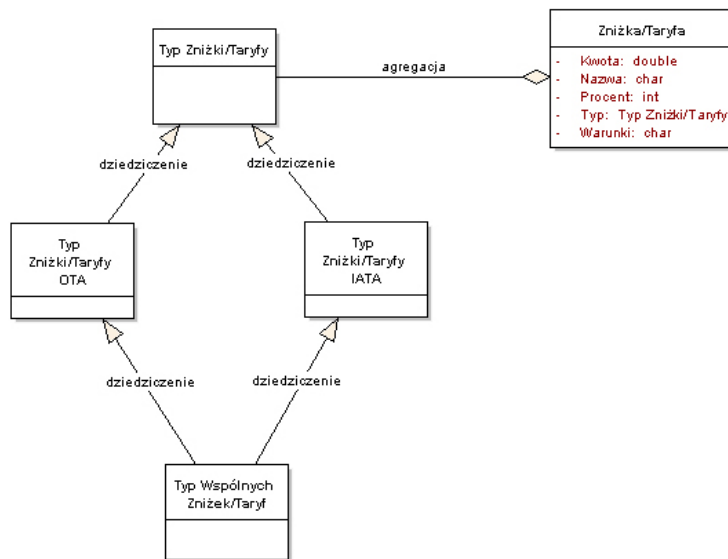 Typ Zniżki/Taryfy
agregacja
Zniżka/Taryfa
- Kwota: double
- Nazwa: char
- Procent: int
- Typ: Typ Zniżki/Taryfy
- Warunki: char
dziedziczenie
dziedziczenie
Typ
Zniżki/Taryfy
OTA
Typ
Zniżki/Taryfy
IATA
dziedziczenie
dziedziczenie
Typ Wspólnych
Zniżek/Taryf